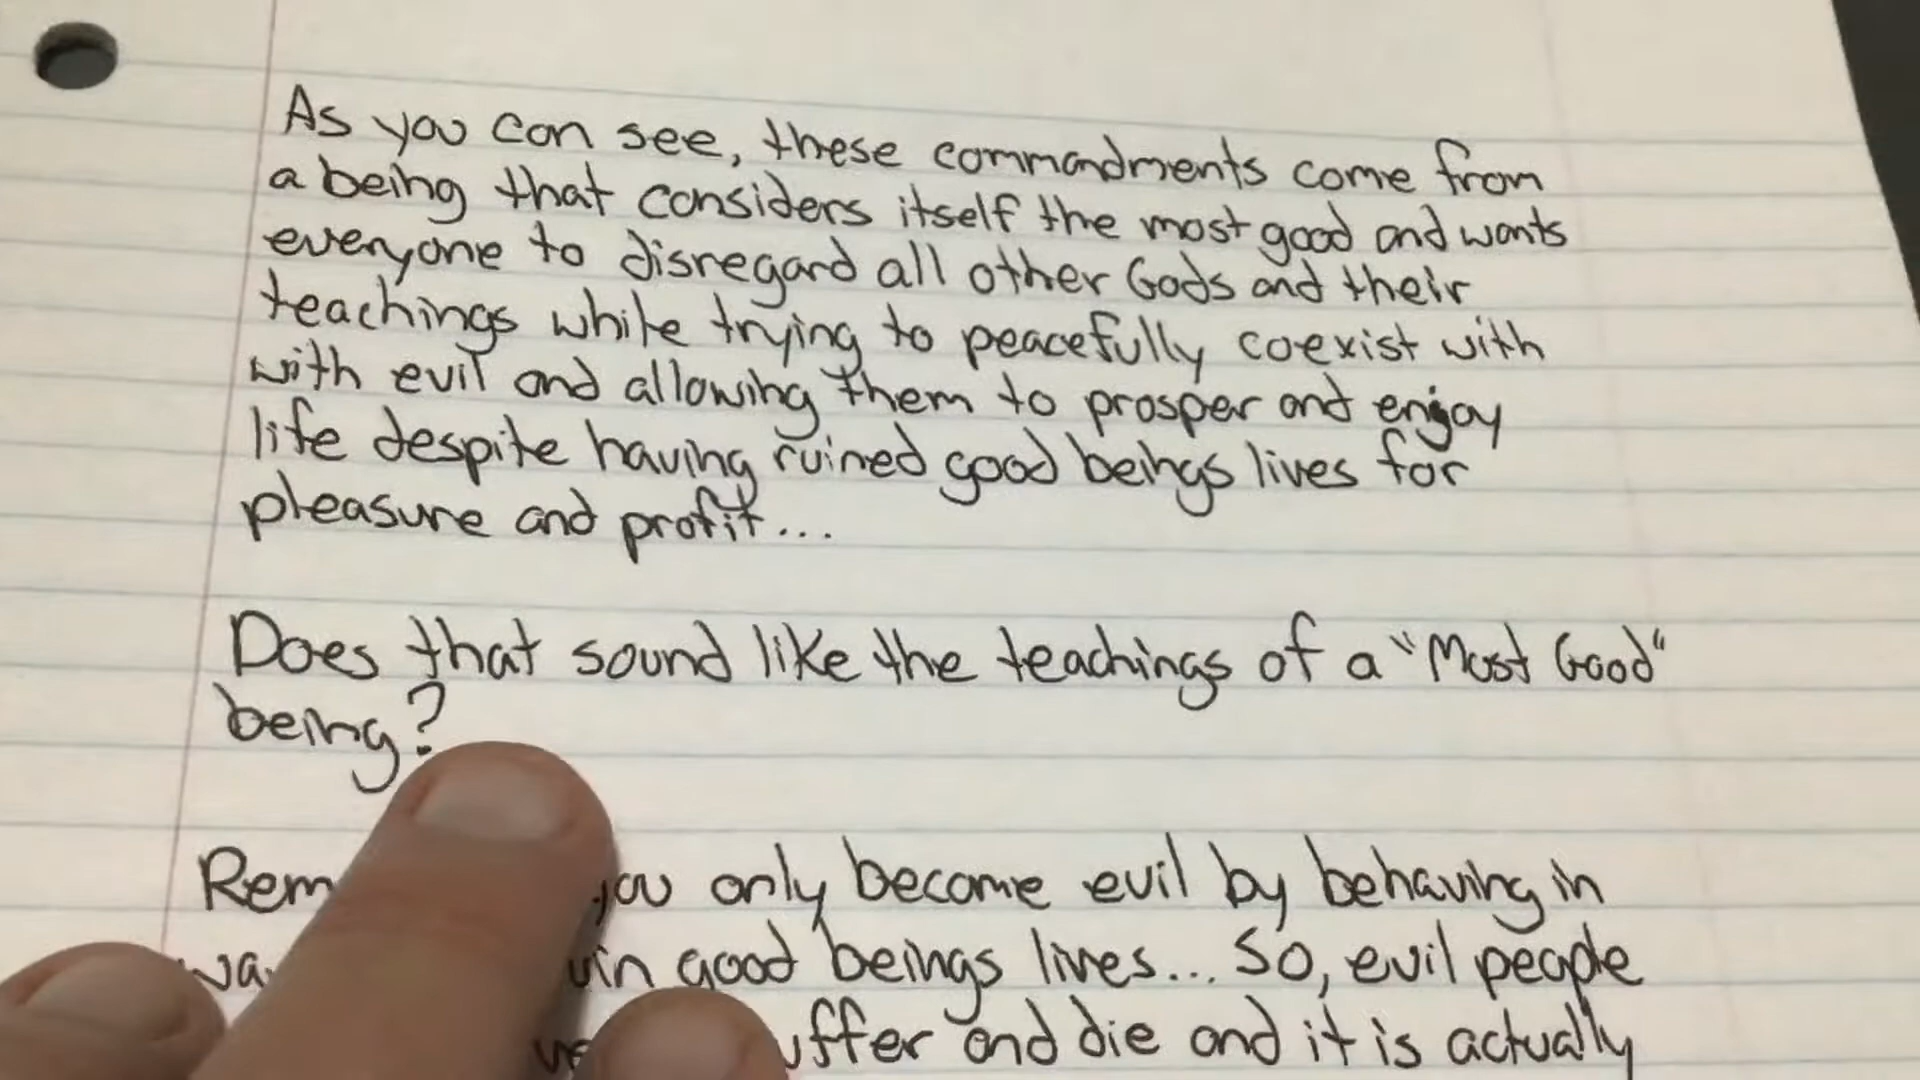 As you can see, these commandments come from
a being that considers itself the most good and wants
everyone to disregard all other Gods and their
teachings while trying to peacefully coexist with
with evil and allowing them to prosper and enjoy
life despite having ruined good beings lives for
pleasure and profit...
Does that sound like the teachings of a "Most Good"
being?
you only become evil by behaving in
good beings lives... So, evil people
and die and it is actually